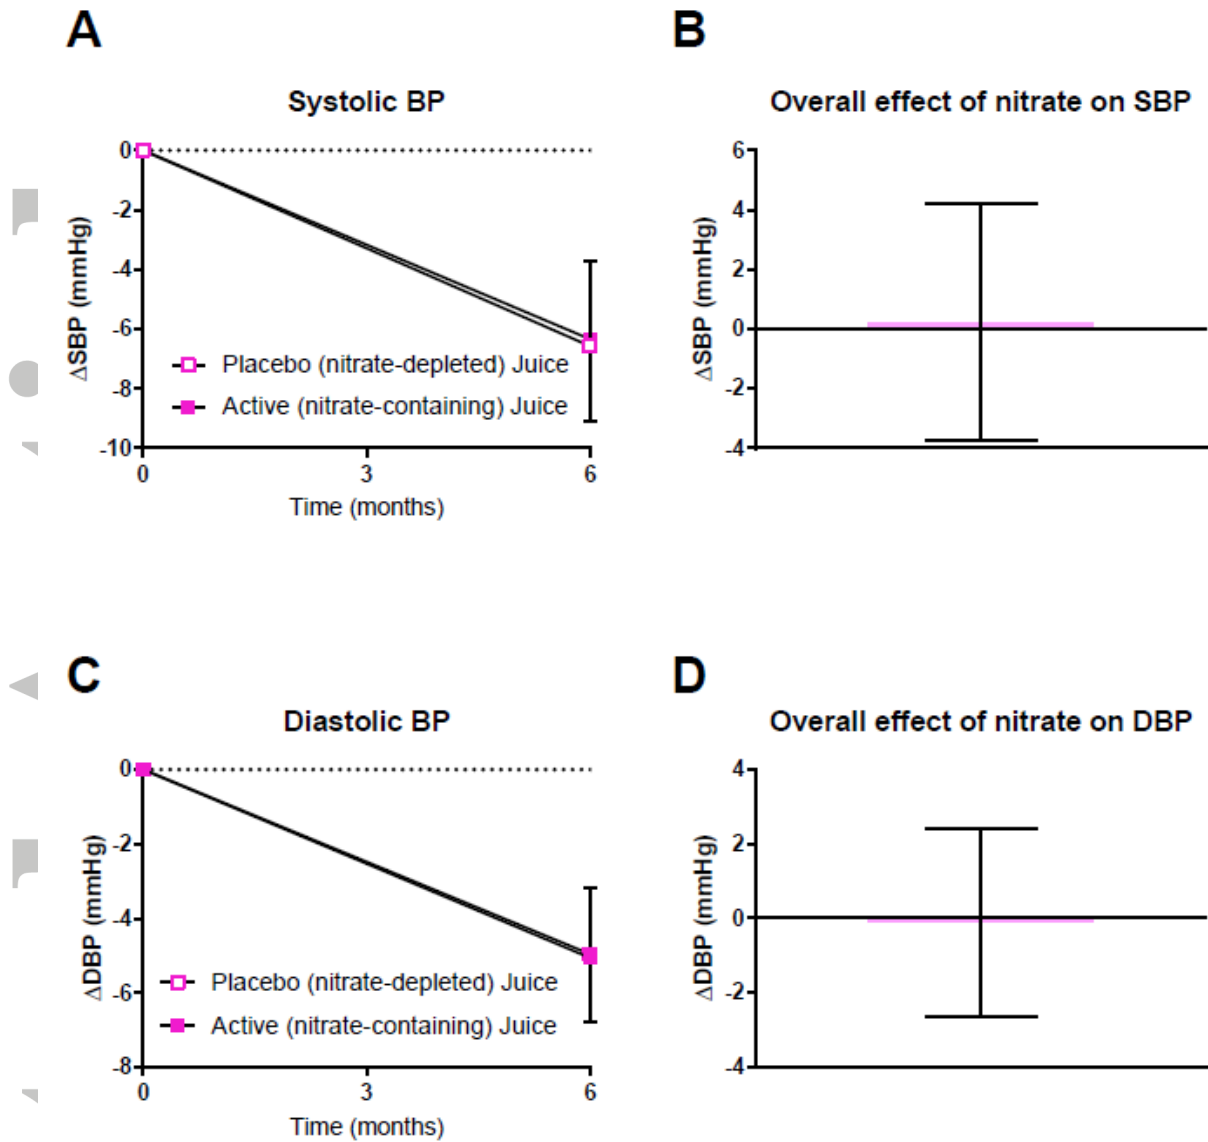 A
B
Systolic BP
Overall effect of nitrate on SBP
0
-2
-4
-6
-8
-10
ΔSBP (mmHg)
Placebo (nitrate-depleted) Juice
Active (nitrate-containing) Juice
0
3
6
Time (months)
6
4
2
0
-2
-4
ΔSBP (mmHg)
C
D
Diastolic BP
Overall effect of nitrate on DBP
0
-2
-4
-6
-8
ΔDBP (mmHg)
Placebo (nitrate-depleted) Juice
Active (nitrate-containing) Juice
0
3
6
Time (months)
4
2
0
-2
-4
ΔDBP (mmHg)